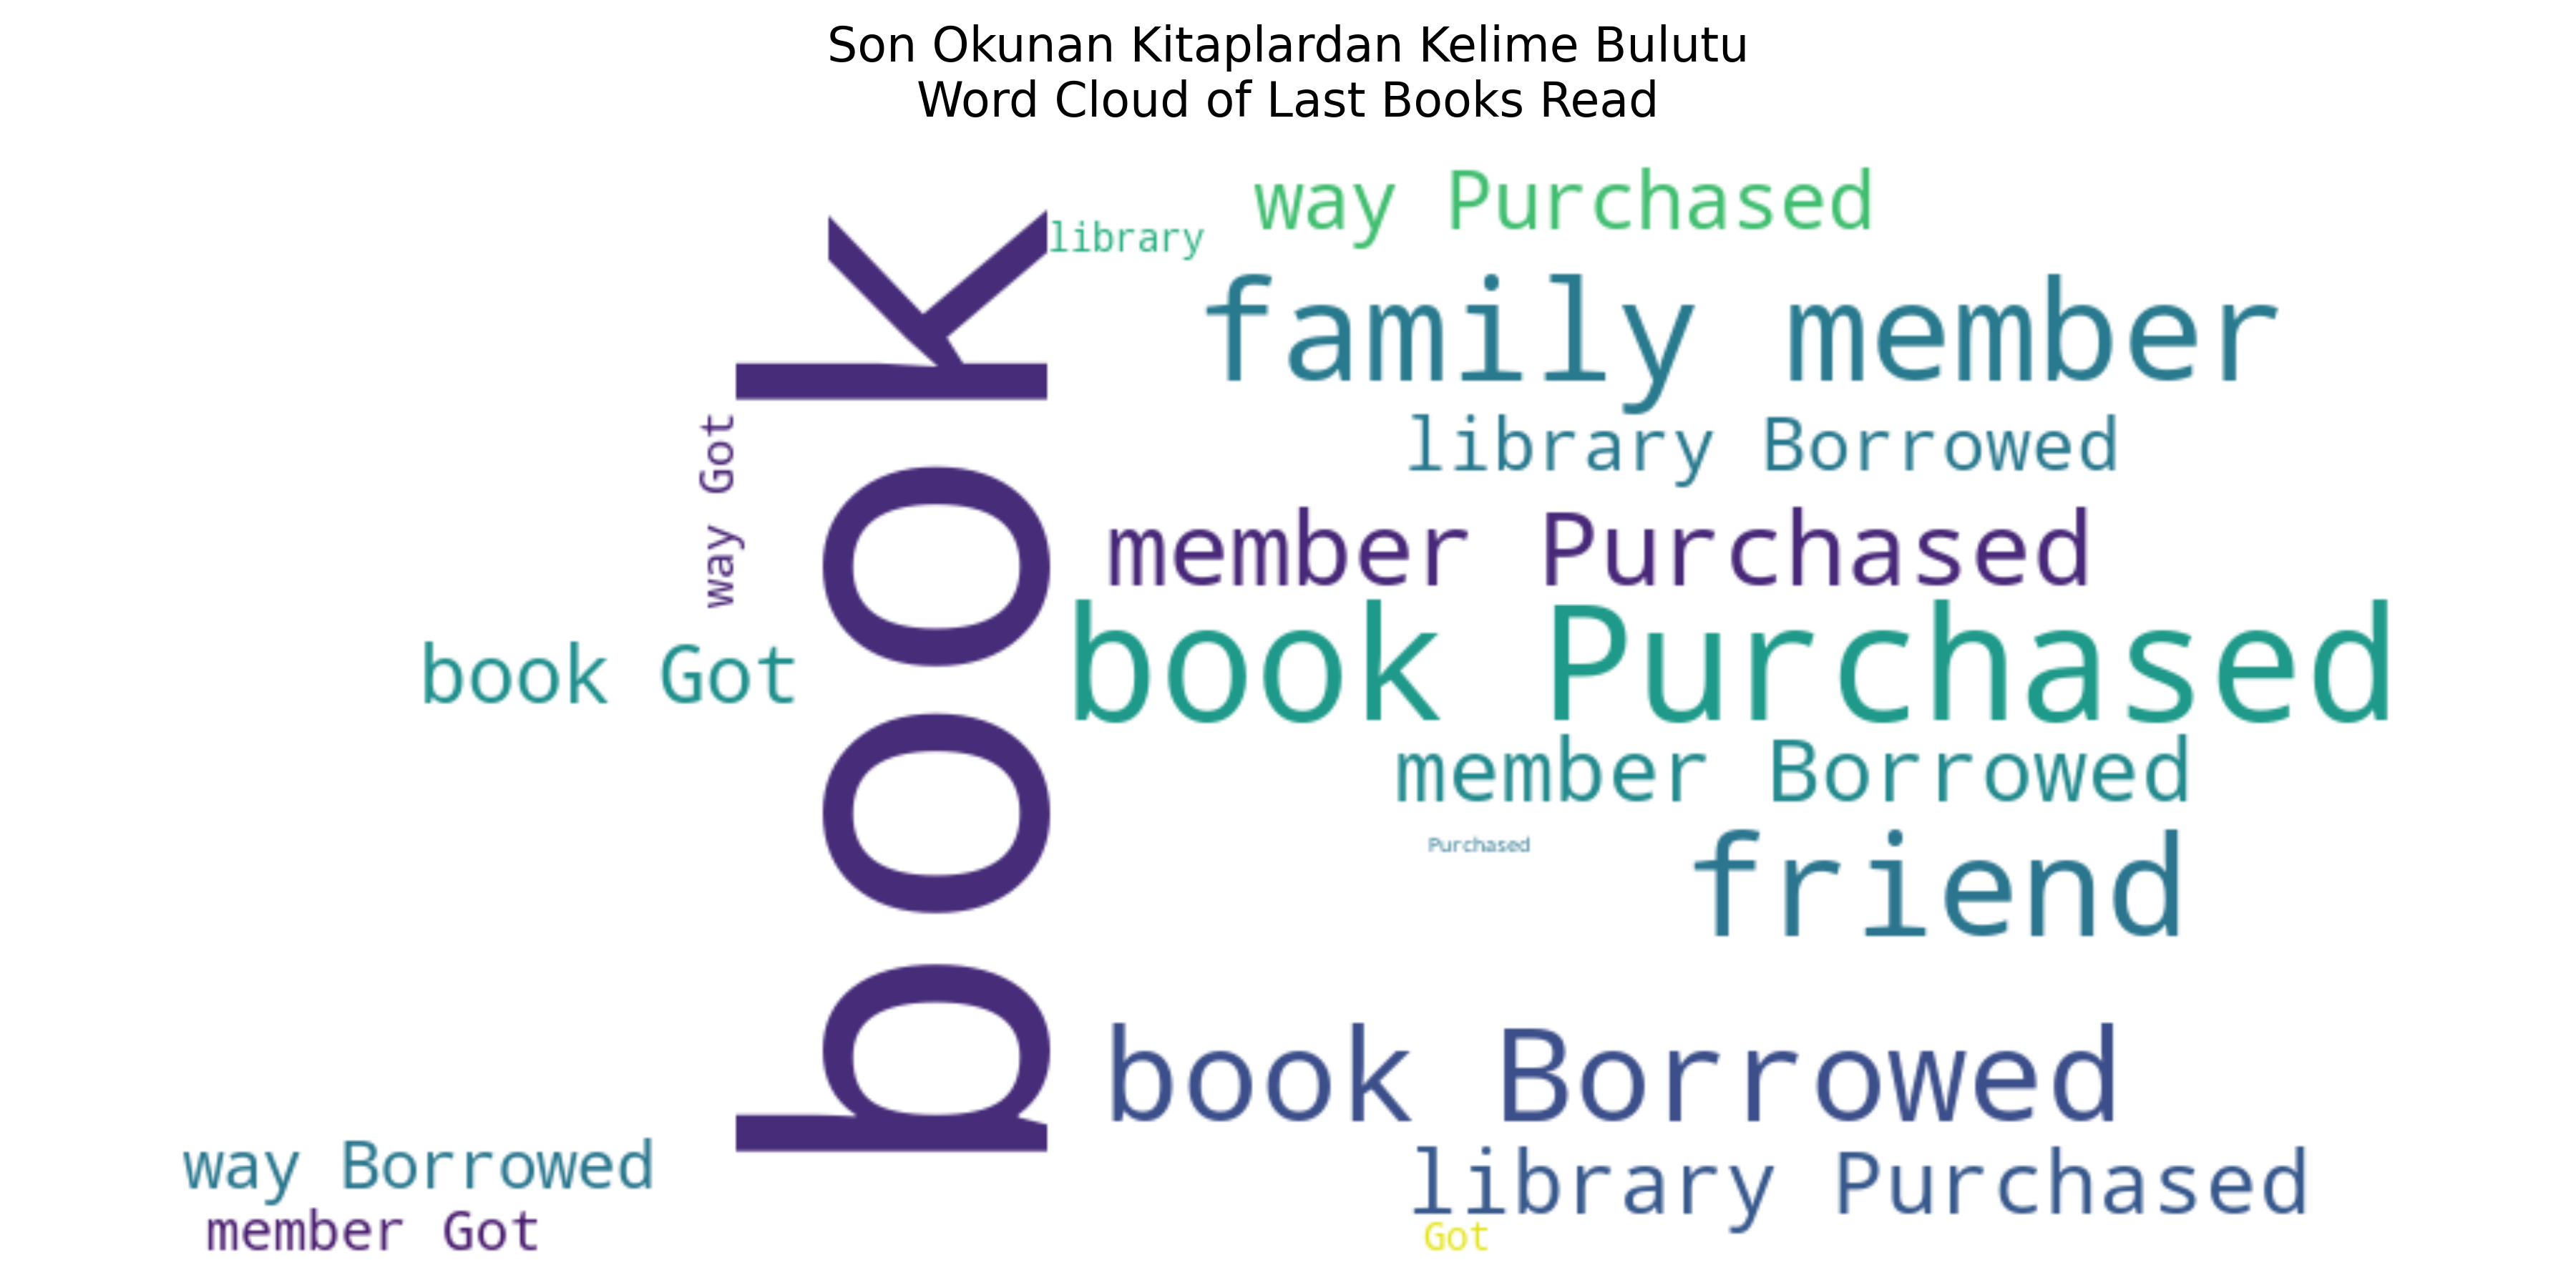 Son Okunan Kitaplardan Kelime Bulutu
Word Cloud of Last Books Read
way Purchased
library
family member
library Borrowed
way Got
member Purchased
book
book Got
book Purchased
member Borrowed
Purchased
friend
book Borrowed
way Borrowed
library Purchased
member Got
Got